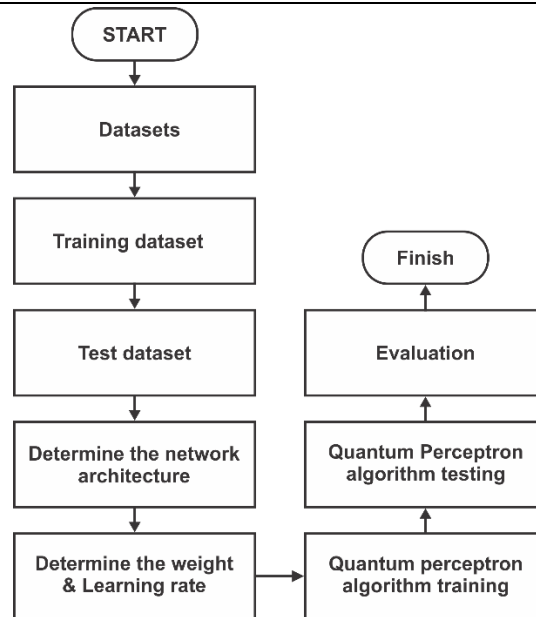 START
Datasets
Training dataset
Test dataset
Determine the network
architecture
Determine the weight
& Learning rate
Quantum perceptron
algorithm training
Quantum Perceptron
algorithm testing
Evaluation
Finish